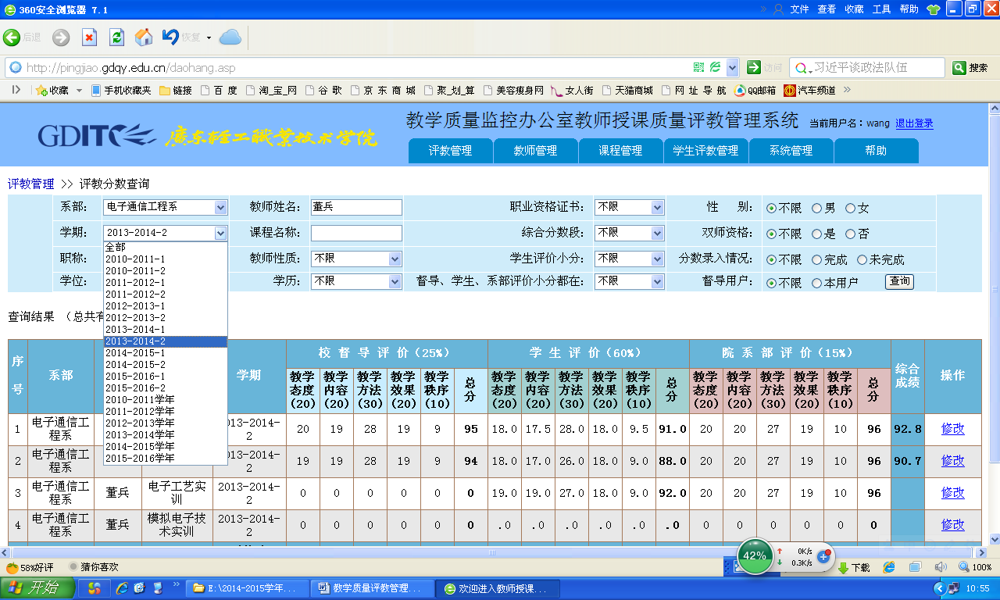 360安全浏览器 7.1
文件 查看 收藏 工具 帮助
后退 恢复
http://pingjiao.gdqy.edu.cn/daohang.asp 访问 习近平谈政法队伍 搜索
收藏 手机收藏夹 链接 百 度 淘_宝_网 谷 歌 京 东 商 城 聚_划_算 美容瘦身网 女人街 天猫商城 网 址 导 航 QQ邮箱 汽车频道
GDITC 广东轻工职业技术学院
教学质量监控办公室教师授课质量评教管理系统 当前用户名：wang 退出登录
评教管理 教师管理 课程管理 学生评教管理 系统管理 帮助
评教管理 >> 评教分数查询
系部： 电子通信工程系 教师姓名： 董兵 职业资格证书： 不限 性 别： 不限 男 女
学期： 2013-2014-2 课程名称： 综合分数段： 不限 双师资格： 不限 是 否
职称： 教师性质： 不限 学生评价小分： 不限 分数录入情况： 不限 完成 未完成
学位： 学历： 不限 督导、学生、系部评价小分都在： 不限 督导用户： 不限 本用户 查询
全部
2010-2011-1
2010-2011-2
2011-2012-1
2011-2012-2
2012-2013-1
2012-2013-2
2013-2014-1
2013-2014-2
2014-2015-1
2014-2015-2
2015-2016-1
2015-2016-2
2010-2011学年
2011-2012学年
2012-2013学年
2013-2014学年
2014-2015学年
2015-2016学年
查询结果 （总共有
序号 系部 学期 校 督 导 评 价（25%） 学 生 评 价（60%） 院 系 部 评 价（15%） 综合成绩 操作
教学态度(20) 教学内容(20) 教学方法(30) 教学效果(20) 教学秩序(10) 总分 教学态度(20) 教学内容(20) 教学方法(30) 教学效果(20) 教学秩序(10) 总分 教学态度(20) 教学内容(20) 教学方法(30) 教学效果(20) 教学秩序(10) 总分
1 电子通信工程系 013-2014-2 20 19 28 19 9 95 18.0 17.5 28.0 18.0 9.5 91.0 20 20 27 19 10 96 92.8 修改
2 电子通信工程系 2013-2014-2 19 19 28 19 9 94 18.0 17.0 26.0 18.0 9.0 88.0 20 20 27 19 10 96 90.7 修改
3 电子通信工程系 董兵 电子工艺实训 2013-2014-2 0 0 0 0 0 0 19.0 19.0 27.0 18.0 9.0 92.0 20 20 27 19 10 96 修改
4 电子通信工程系 董兵 模拟电子技术实训 2013-2014-2 0 0 0 0 0 0 .0 .0 .0 .0 .0 .0 0 0 0 0 0 0 修改
58%好评 猜你喜欢 42% 0K/s 0.3K/s 下载 100%
开始 E:\2014-2015学年... 教学质量评教管理... 欢迎进入教师授课... 10:55